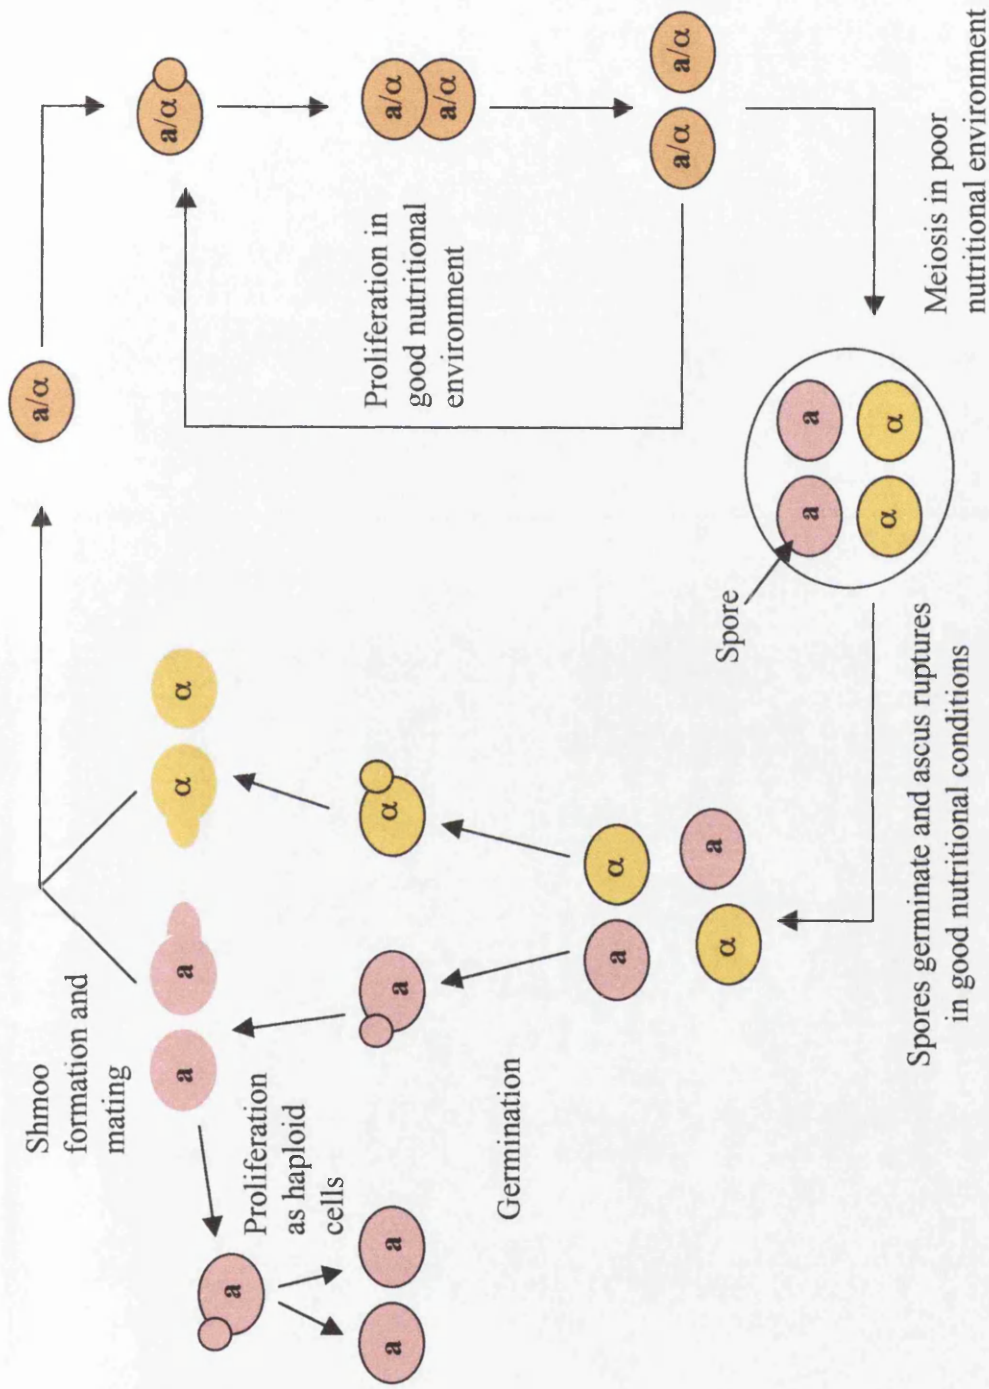 a/α
Shmoo
formation and
mating
a
a
α
α
a/α
a
Proliferation
as haploid
cells
a
a
a
α
Proliferation in
good nutritional
environment
a/α
a/α
Germination
a
α
α
a
a/α
a/α
Spore
a
a
α
α
Spores germinate and ascus ruptures
in good nutritional conditions
Meiosis in poor
nutritional environment